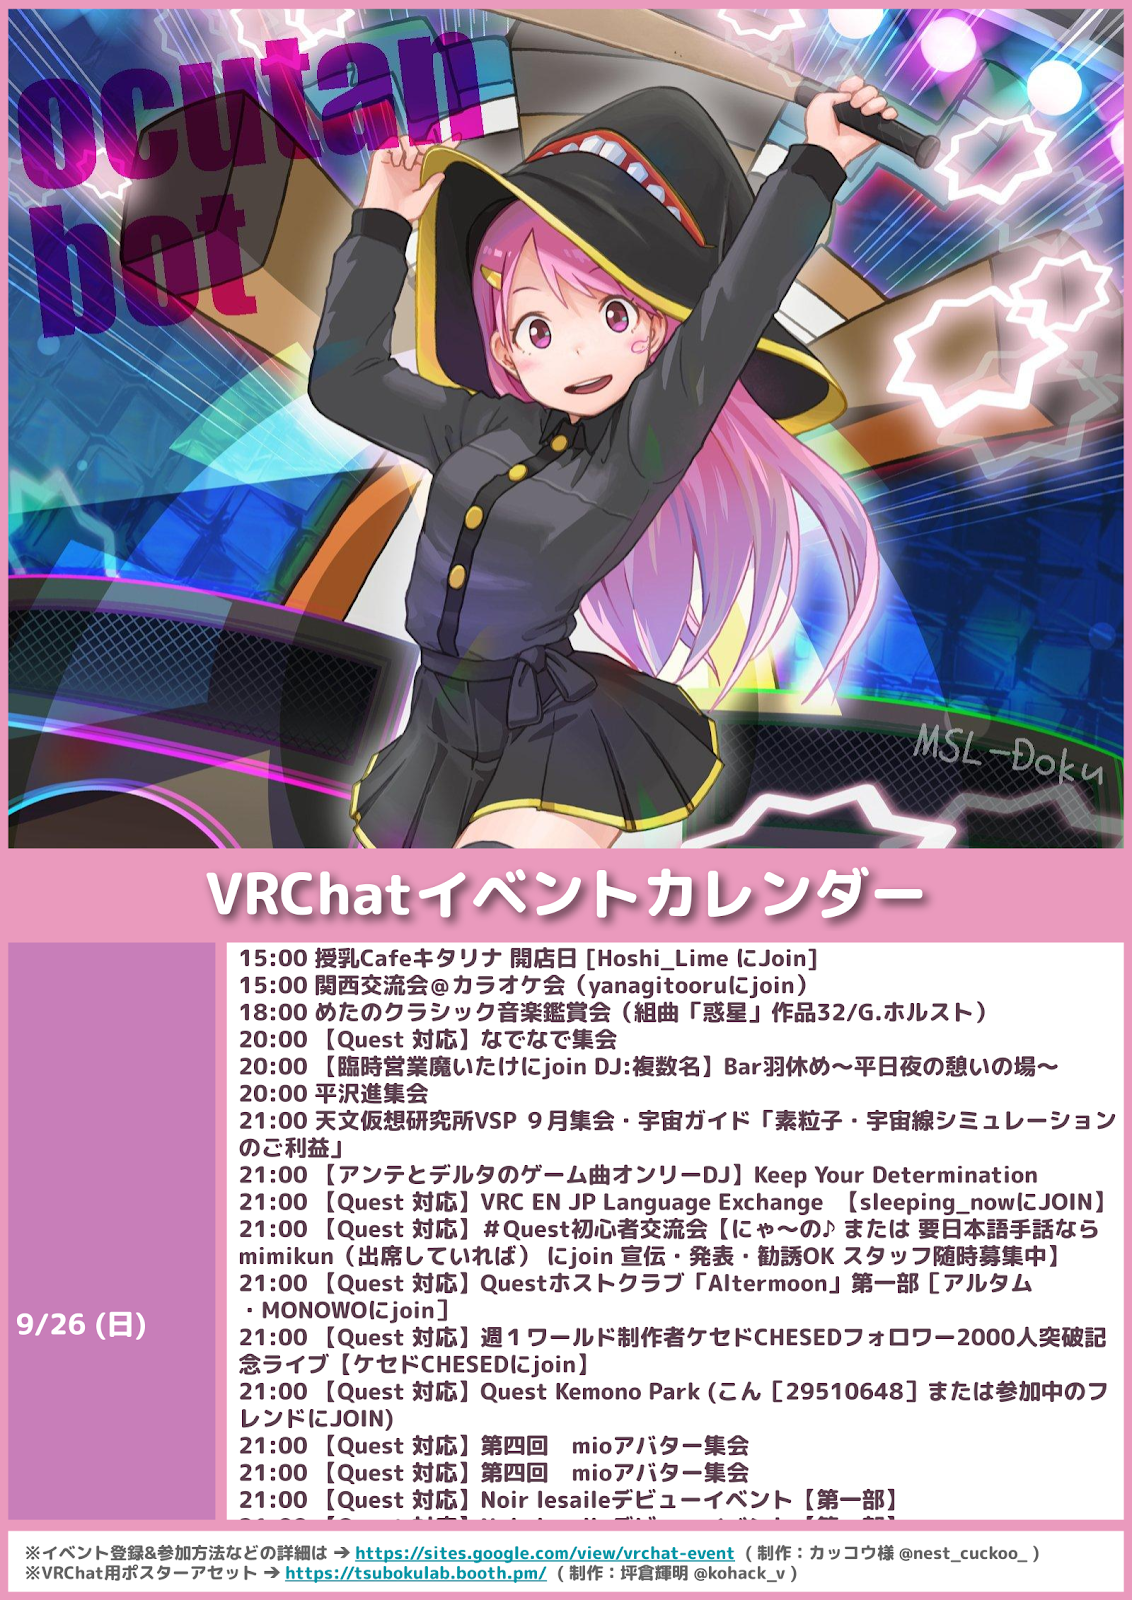 ocutan
bot
MSL-Doku
VRChatイベントカレンダー
9/26 (日)
15:00 授乳Cafeキタリナ 開店日 [Hoshi_Lime にJoin]
15:00 関西交流会@カラオケ会（yanagitooruにjoin）
18:00 めたのクラシック音楽鑑賞会（組曲「惑星」作品32/G.ホルスト）
20:00 【Quest 対応】なでなで集会
20:00 【臨時営業魔いたけにjoin DJ:複数名】Bar羽休め～平日夜の憩いの場～
20:00 平沢進集会
21:00 天文仮想研究所VSP ９月集会・宇宙ガイド「素粒子・宇宙線シミュレーション
のご利益」
21:00 【アンテとデルタのゲーム曲オンリーDJ】Keep Your Determination
21:00 【Quest 対応】VRC EN JP Language Exchange 【sleeping_nowにJOIN】
21:00 【Quest 対応】＃Quest初心者交流会【にゃ～の♪ または 要日本語手話なら
mimikun（出席していれば） にjoin 宣伝・発表・勧誘OK スタッフ随時募集中】
21:00 【Quest 対応】Questホストクラブ「Altermoon」第一部［アルタム
・MONOWOにjoin］
21:00 【Quest 対応】週１ワールド制作者ケセドCHESEDフォロワー2000人突破記
念ライブ【ケセドCHESEDにjoin】
21:00 【Quest 対応】Quest Kemono Park (こん［29510648］または参加中のフ
レンドにJOIN)
21:00 【Quest 対応】第四回　mioアバター集会
21:00 【Quest 対応】第四回　mioアバター集会
21:00 【Quest 対応】Noir lesaileデビューイベント【第一部】
※イベント登録&参加方法などの詳細は ➔ https://sites.google.com/view/vrchat-event （ 制作：カッコウ様 @nest_cuckoo_ ）
※VRChat用ポスターアセット ➔ https://tsubokulab.booth.pm/ （ 制作：坪倉輝明 @kohack_v ）